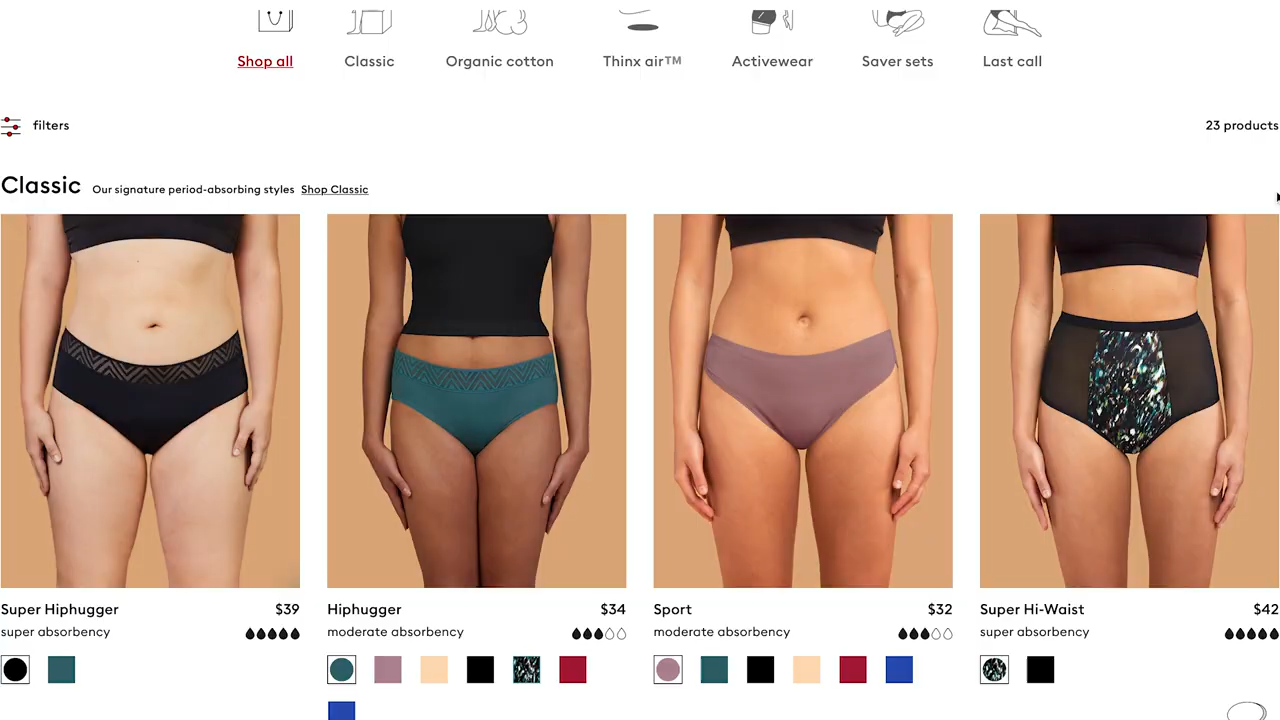 Shop all
Classic
Organic cotton
Thinx air™
Activewear
Saver sets
Last call
filters
23 products
Classic Our signature period-absorbing styles Shop Classic
Super Hiphugger $39
super absorbency
Hiphugger $34
moderate absorbency
Sport $32
moderate absorbency
Super Hi-Waist $42
super absorbency